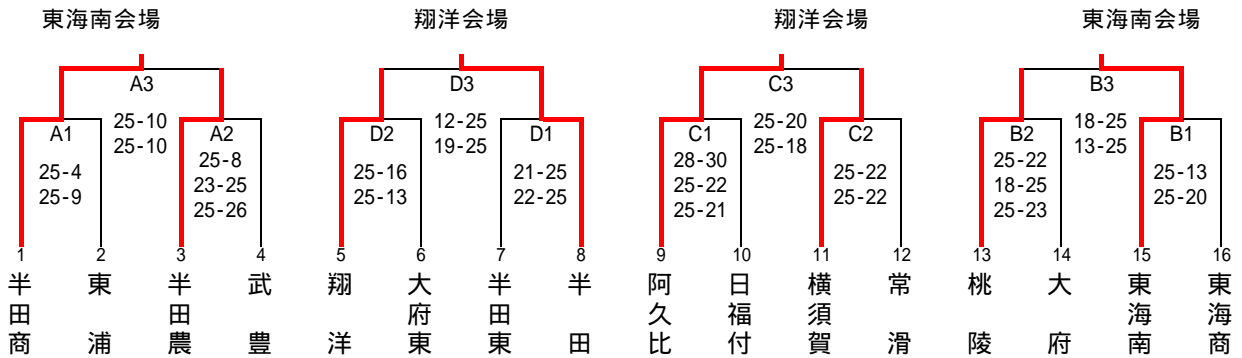 東海南会場 翔洋会場 翔洋会場 東海南会場
A3 D3 C3 B3
25-10 12-25 25-20 18-25
25-10 19-25 25-18 13-25
A1 A2 D2 D1 C1 C2 B2 B1
25-4 25-8 25-16 21-25 28-30 25-22 25-22 25-13
25-9 23-25 25-13 22-25 25-22 25-22 18-25 25-20
25-26 25-21 25-23
1 2 3 4 5 6 7 8 9 10 11 12 13 14 15 16
半田商 東浦 半田農 武豊 翔洋 大府東 半田東 半田 阿久比 日福付 横須賀 常滑 桃陵 大府 東海南 東海商